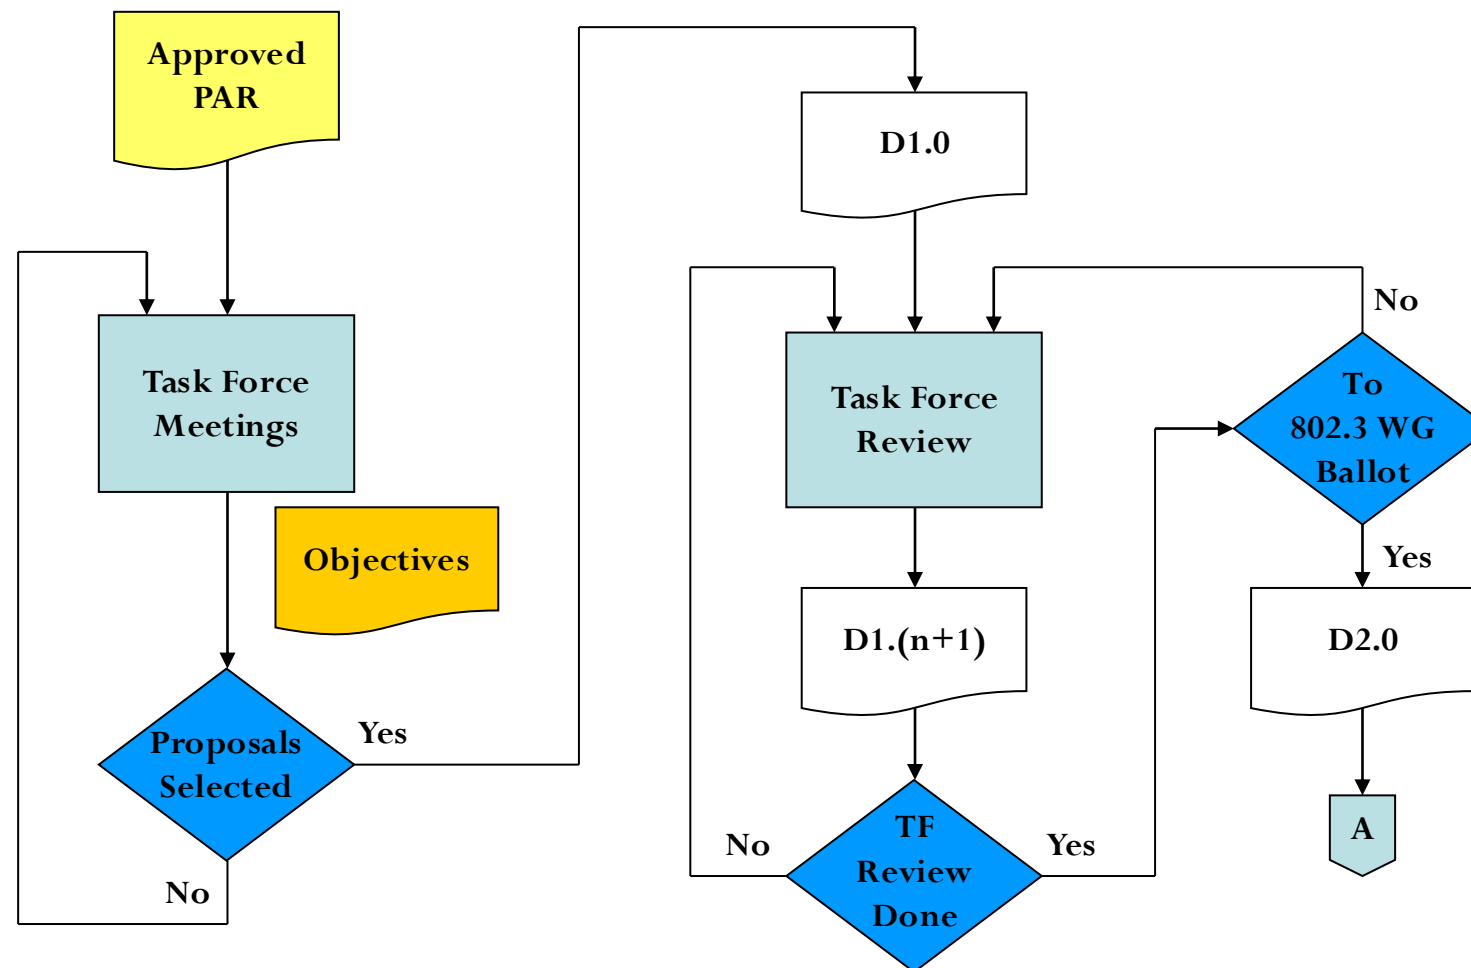 Approved
PAR
Task Force
Meetings
Objectives
Proposals
Selected
Yes
No
D1.0
Task Force
Review
D1.(n+1)
TF
Review
Done
No
Yes
To
802.3 WG
Ballot
No
Yes
D2.0
A